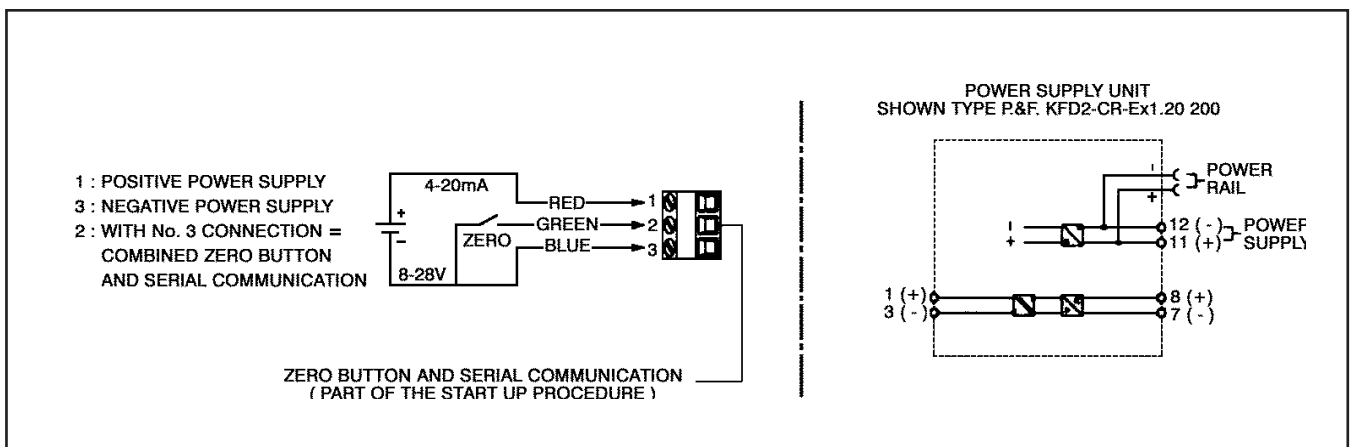 1 : POSITIVE POWER SUPPLY
3 : NEGATIVE POWER SUPPLY
2 : WITH No. 3 CONNECTION =
COMBINED ZERO BUTTON
AND SERIAL COMMUNICATION
4-20mA
+
−
8-28V
ZERO
RED
GREEN
BLUE
1
2
3
ZERO BUTTON AND SERIAL COMMUNICATION
( PART OF THE START UP PROCEDURE )
POWER SUPPLY UNIT
SHOWN TYPE P.&F. KFD2-CR-Ex1.20 200
-
+
POWER
RAIL
-
+
12 ( - )
11 (+)
POWER
SUPPLY
1 (+)
3 ( - )
8 (+)
7 ( - )